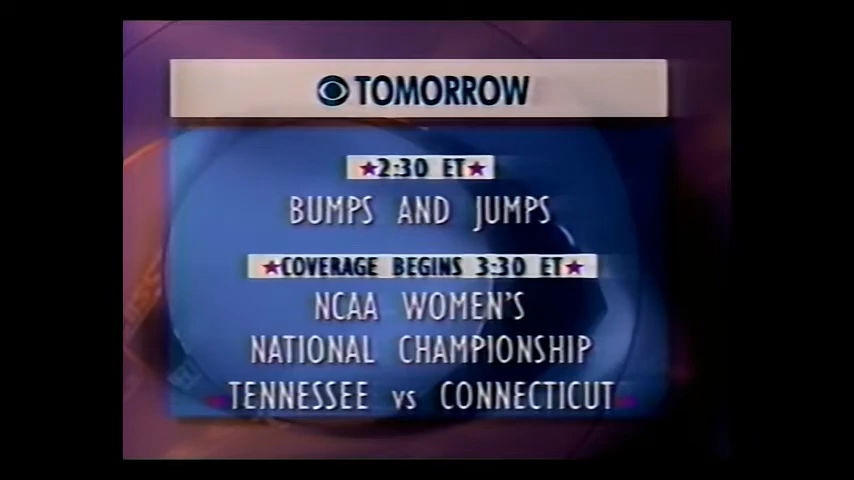 TOMORROW
★2:30 ET★
BUMPS AND JUMPS
★COVERAGE BEGINS 3:30 ET★
NCAA WOMEN'S
NATIONAL CHAMPIONSHIP
TENNESSEE vs CONNECTICUT